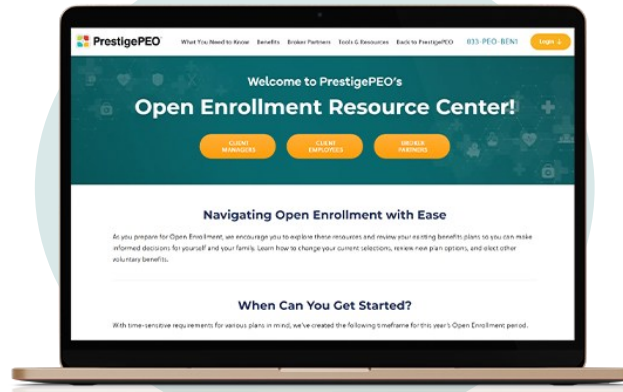 PrestigePEO
What You Need to Know Benefits Broker Partners Tools & Resources Back to PrestigePEO 833-PEO-BEN1 Login
Welcome to PrestigePEO's
Open Enrollment Resource Center!
CLIENT MANAGERS
CLIENT EMPLOYEES
BROKER PARTNERS
Navigating Open Enrollment with Ease
As you prepare for Open Enrollment, we encourage you to explore these resources and review your existing benefits plans so you can make
informed decisions for yourself and your family. Learn how to change your current selections, review new plan options, and elect other
voluntary benefits.
When Can You Get Started?
With time-sensitive requirements for various plans in mind, we've created the following timeframe for this year's Open Enrollment period.